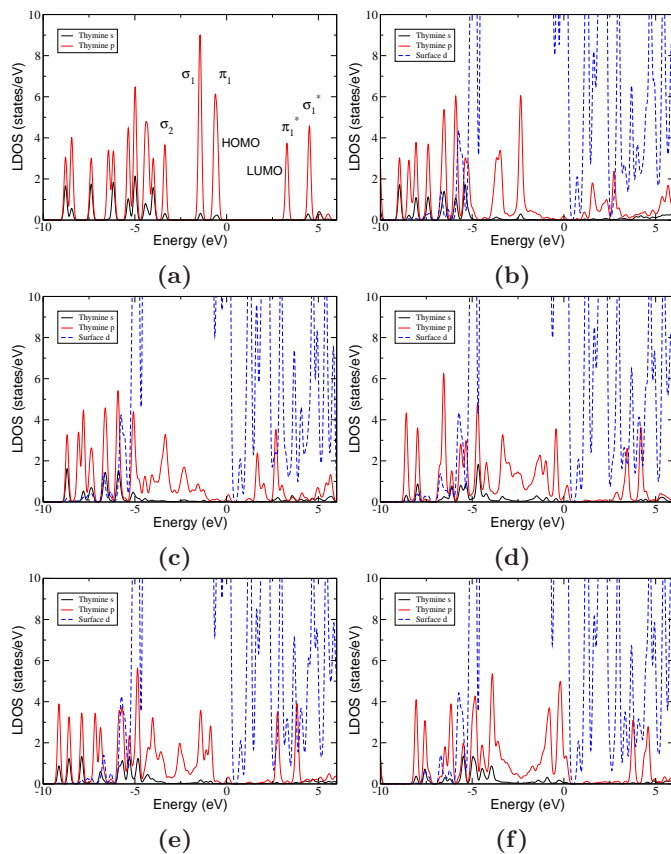 10
8
6
4
2
0
LDOS (states/eV)
Thymine s
Thymine p
σ2
σ1
π1
HOMO
LUMO
π1*
σ1*
-10 -5 0 5
Energy (eV)
(a)
10
8
6
4
2
0
LDOS (states/eV)
Thymine s
Thymine p
Surface d
-10 -5 0 5
Energy (eV)
(b)
10
8
6
4
2
0
LDOS (states/eV)
Thymine s
Thymine p
Surface d
-10 -5 0 5
Energy (eV)
(c)
10
8
6
4
2
0
LDOS (states/eV)
Thymine s
Thymine p
Surface d
-10 -5 0 5
Energy (eV)
(d)
10
8
6
4
2
0
LDOS (states/eV)
Thymine s
Thymine p
Surface d
-10 -5 0 5
Energy (eV)
(e)
10
8
6
4
2
0
LDOS (states/eV)
Thymine s
Thymine p
Surface d
-10 -5 0 5
Energy (eV)
(f)